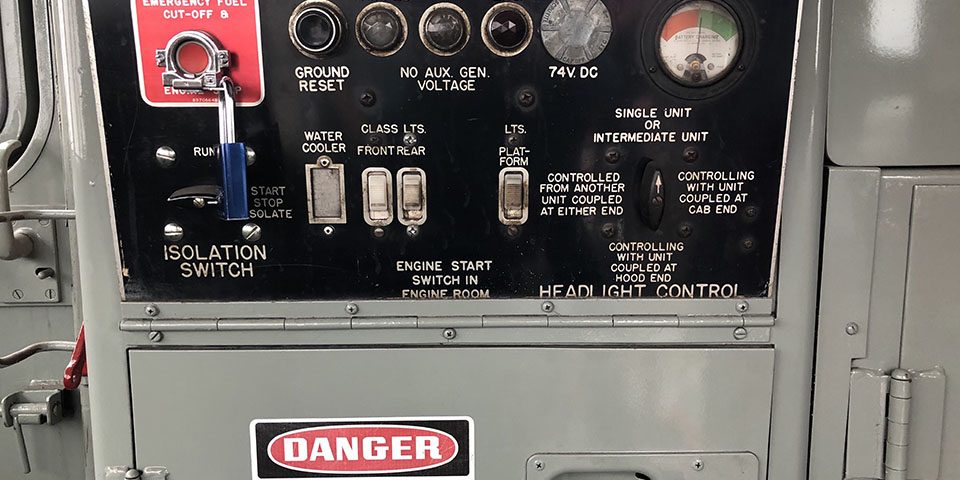 EMERGENCY FUEL
CUT-OFF &
GROUND
RESET
NO AUX. GEN.
VOLTAGE
74V. DC
BATTERY CHARGING
SINGLE UNIT
OR
INTERMEDIATE UNIT
RUN
START
STOP
ISOLATE
ISOLATION
SWITCH
WATER
COOLER
CLASS LTS.
FRONT REAR
LTS.
PLAT-
FORM
CONTROLLED
FROM ANOTHER
UNIT COUPLED
AT EITHER END
CONTROLLING
WITH UNIT
COUPLED AT
CAB END
CONTROLLING
WITH UNIT
COUPLED AT
HOOD END
ENGINE START
SWITCH IN
ENGINE ROOM
HEADLIGHT CONTROL
DANGER